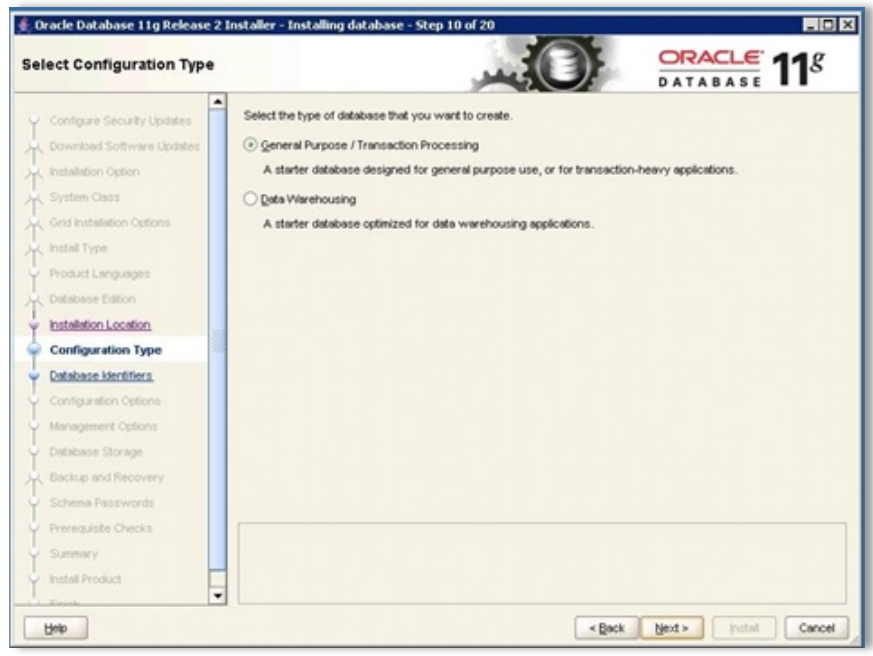 Oracle Database 11g Release 2 Installer - Installing database - Step 10 of 20
Select Configuration Type
ORACLE
DATABASE
11g
Configure Security Updates
Download Software Updates
Installation Option
System Class
Grid Installation Options
Install Type
Product Languages
Database Edition
Installation Location
Configuration Type
Database Identifiers
Configuration Options
Management Options
Database Storage
Backup and Recovery
Schema Passwords
Prerequisite Checks
Summary
Install Product
Finish
Select the type of database that you want to create.
General Purpose / Transaction Processing
A starter database designed for general purpose use, or for transaction-heavy applications.
Data Warehousing
A starter database optimized for data warehousing applications.
Help
< Back
Next >
Install
Cancel